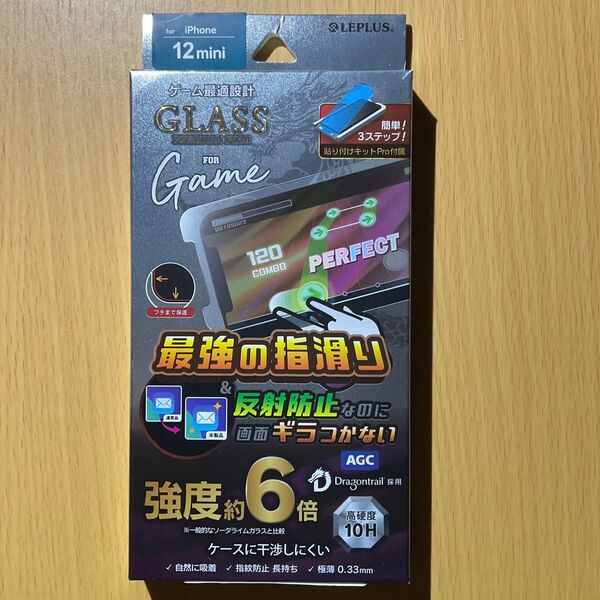 for iPhone
12 mini
LEPLUS
ゲーム最適設計
GLASS
FOR
Game
簡単!
3ステップ!
貼り付けキットPro付属
00105023
120
COMBO
PERFECT
フチまで保護
最強の指滑り
&
反射防止なのに
画面ギラつかない
通常品
本製品
AGC
Dragontrail 採用
強度約6倍
※一般的なソーダライムガラスと比較
高硬度
10H
ケースに干渉しにくい
✓ 自然に吸着 ✓ 指紋防止 長持ち ✓ 極薄 0.33mm